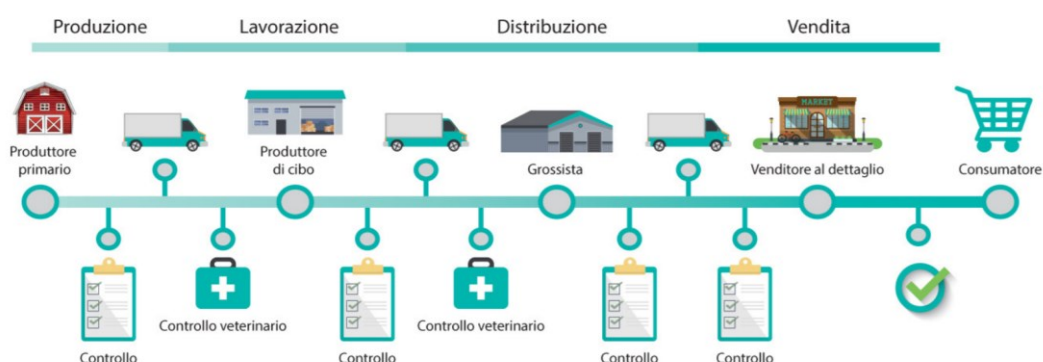 Produzione
Lavorazione
Distribuzione
Vendita
MARKET
Produttore
primario
Produttore
di cibo
Grossista
Venditore al dettaglio
Consumatore
Controllo veterinario
Controllo veterinario
Controllo
Controllo
Controllo
Controllo